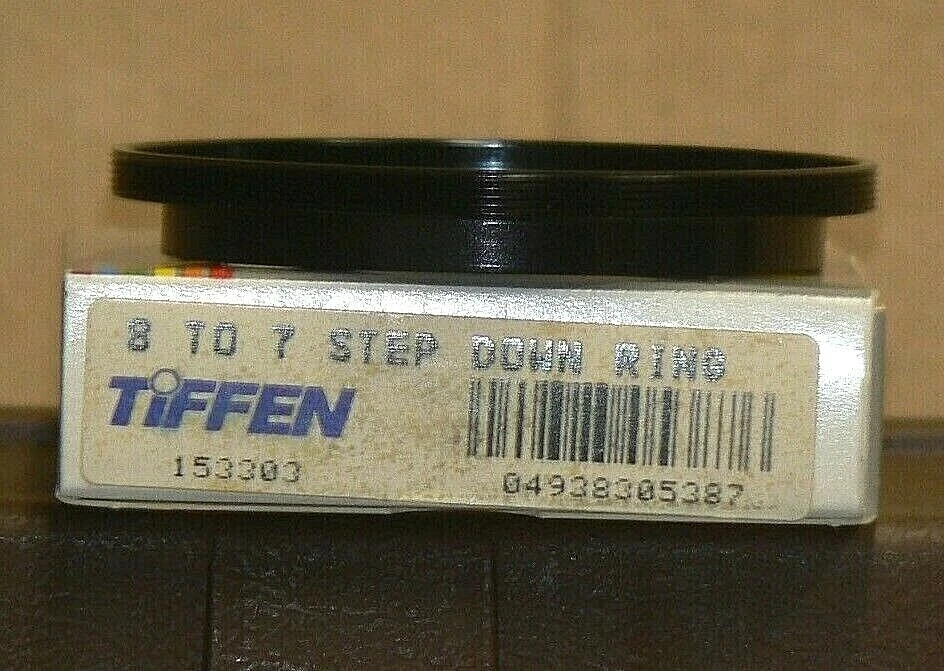 8 TO 7 STEP DOWN RING
TiFFEN
153303
04938305387